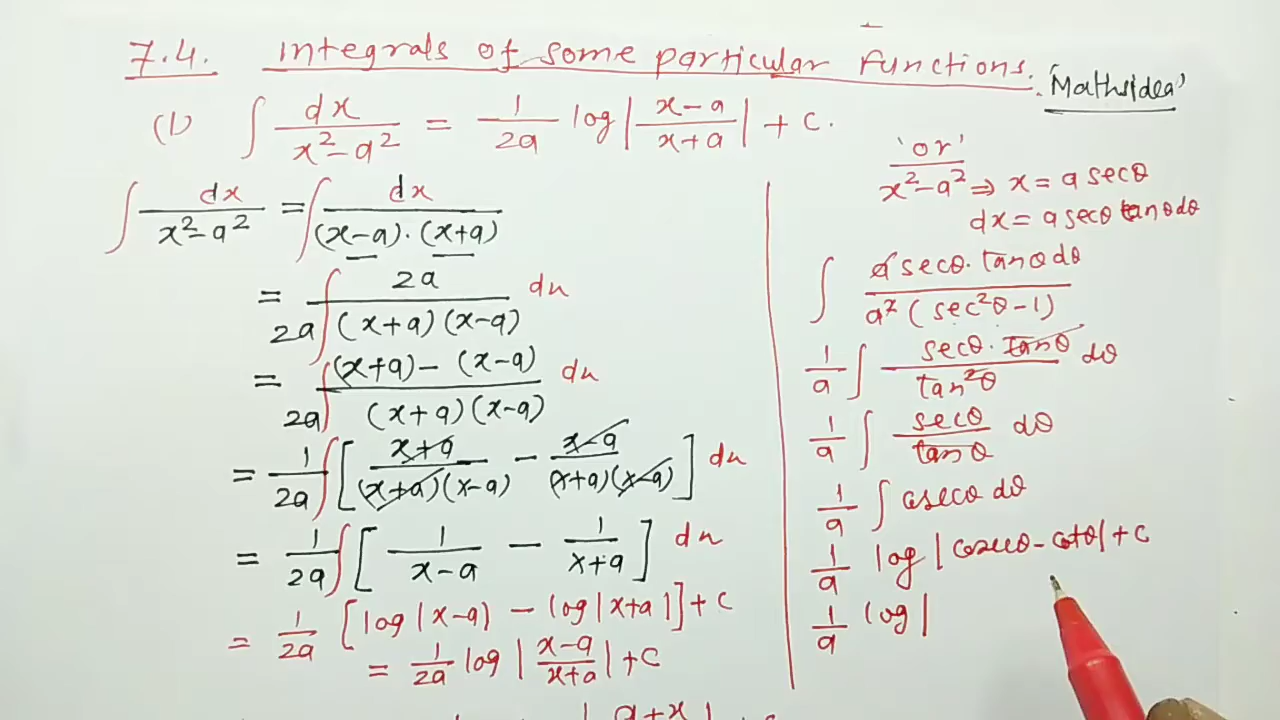 7.4. Integrals of some particular Functions. 'Mathsidea'
(1) ∫ dx/(x²-a²) = 1/2a log|(x-a)/(x+a)| + c.
∫ dx/(x²-a²) = ∫ dx/((x-a).(x+a))
= 1/2a ∫ 2a/((x+a)(x-a)) dx
= 1/2a ∫ ((x+a) - (x-a))/((x+a)(x-a)) dx
= 1/2a ∫ [(x+a)/((x+a)(x-a)) - (x-a)/((x+a)(x-a))] dx
= 1/2a ∫ [1/(x-a) - 1/(x+a)] dx
= 1/2a [log|x-a| - log|x+a|] + c
= 1/2a log|(x-a)/(x+a)| + c
'or'
x²-a² ⇒ x = a secθ
dx = a secθ tanθ dθ
∫ a secθ. tanθ dθ/(a²(sec²θ-1))
1/a ∫ secθ. tanθ/tan²θ dθ
1/a ∫ secθ/tanθ dθ
1/a ∫ cosecθ dθ
1/a log|cosecθ - cotθ| + c
1/a log|